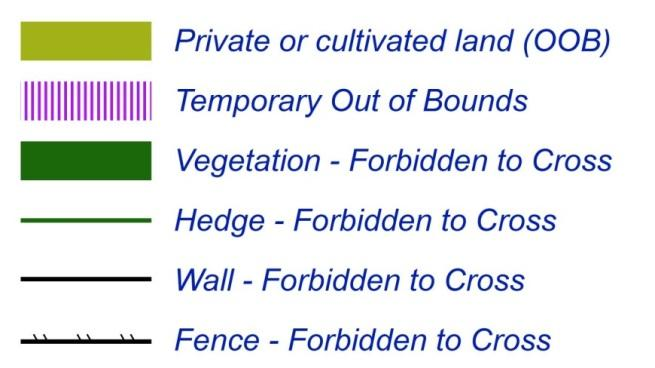 Private or cultivated land (OOB)
Temporary Out of Bounds
Vegetation - Forbidden to Cross
Hedge - Forbidden to Cross
Wall - Forbidden to Cross
Fence - Forbidden to Cross